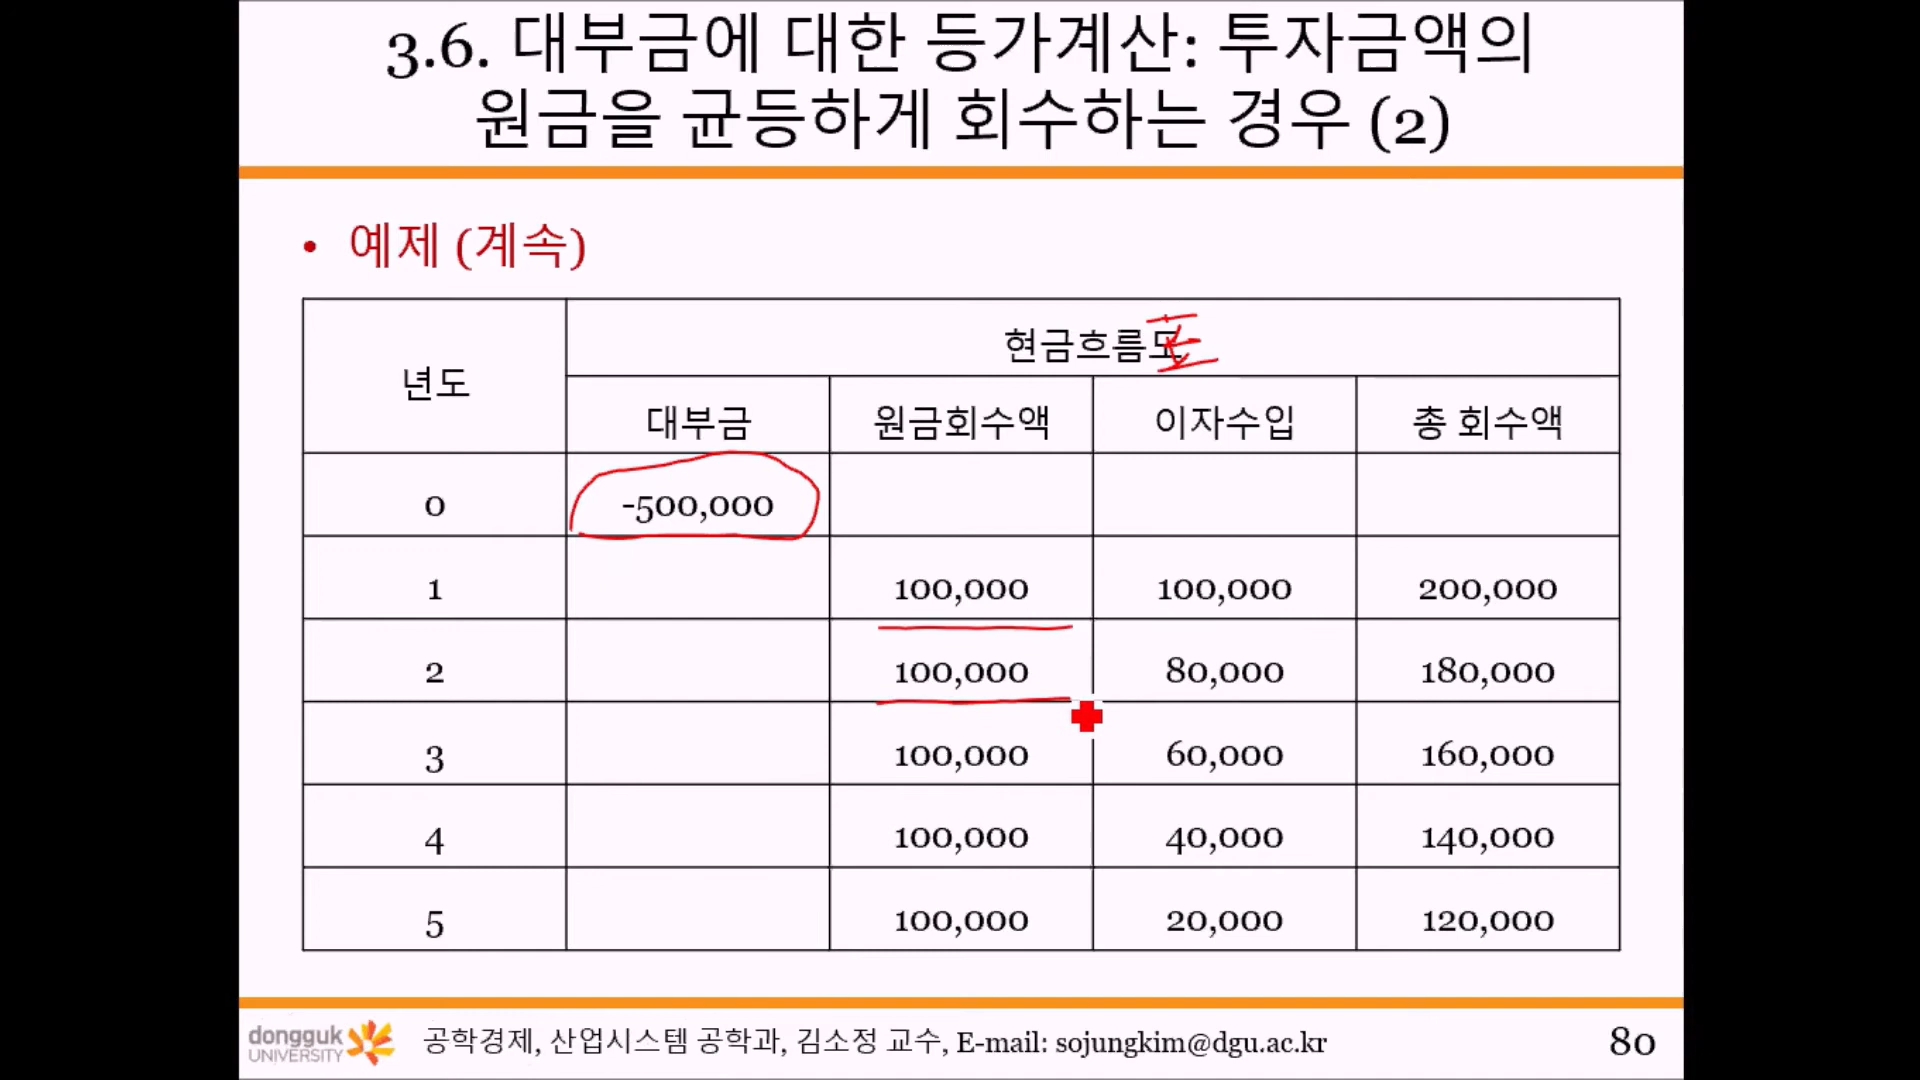 3.6. 대부금에 대한 등가계산: 투자금액의
원금을 균등하게 회수하는 경우 (2)
• 예제 (계속)
년도
현금흐름표
대부금 원금회수액 이자수입 총 회수액
0 -500,000
1 100,000 100,000 200,000
2 100,000 80,000 180,000
3 100,000 60,000 160,000
4 100,000 40,000 140,000
5 100,000 20,000 120,000
dongguk
UNIVERSITY
공학경제, 산업시스템 공학과, 김소정 교수, E-mail: sojungkim@dgu.ac.kr
80